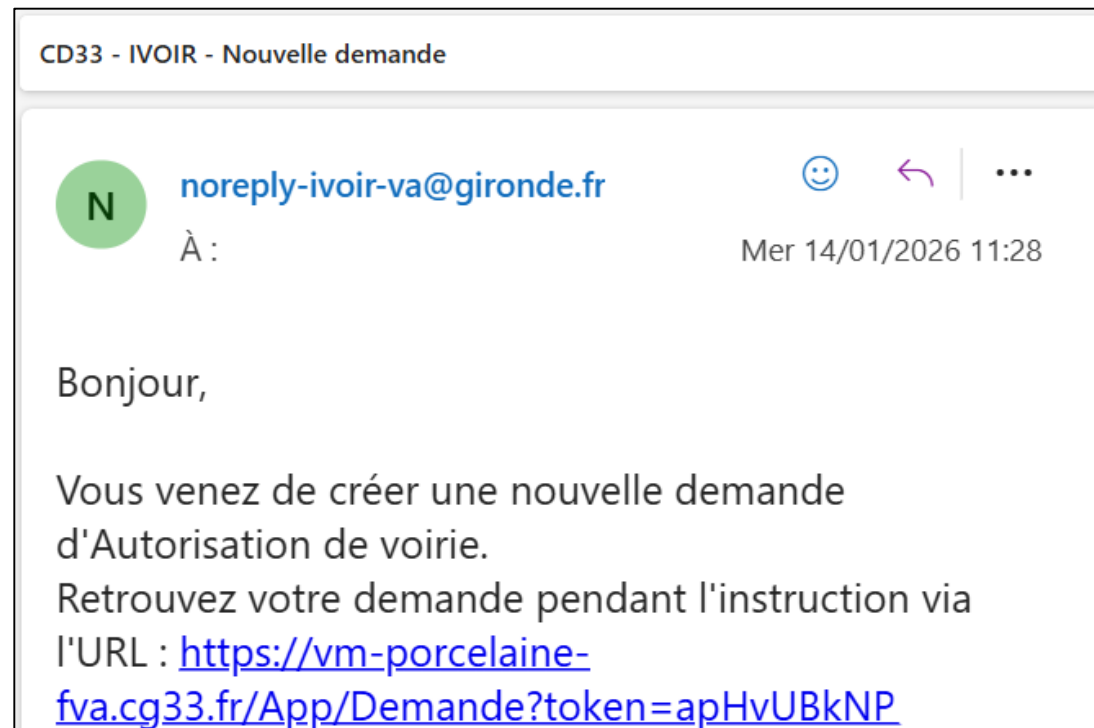 CD33 - IVOIR - Nouvelle demande
N
noreply-ivoir-va@gironde.fr
À :
Mer 14/01/2026 11:28
Bonjour,
Vous venez de créer une nouvelle demande
d'Autorisation de voirie.
Retrouvez votre demande pendant l'instruction via
l'URL : https://vm-porcelaine-
fva.cg33.fr/App/Demande?token=apHvUBkNP